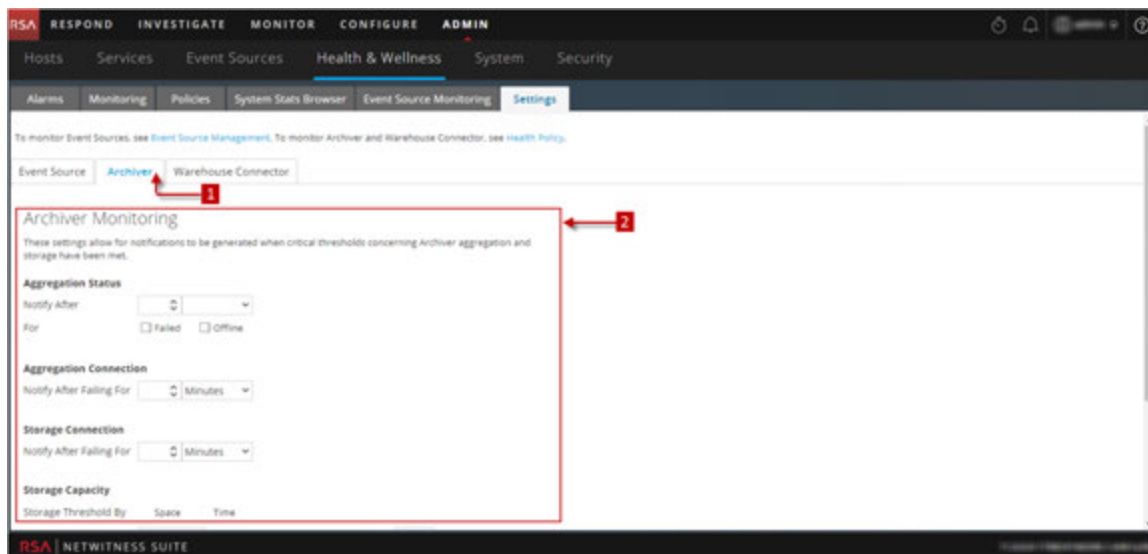 RSA RESPOND INVESTIGATE MONITOR CONFIGURE ADMIN
Hosts Services Event Sources Health & Wellness System Security
Alarms Monitoring Policies System Stats Browser Event Source Monitoring Settings
To monitor Event Sources, see Event Source Management. To monitor Archiver and Warehouse Connector, see Health Policy.
Event Source Archiver Warehouse Connector
1
Archiver Monitoring
2
These settings allow for notifications to be generated when critical thresholds concerning Archiver aggregation and
storage have been met.
Aggregation Status
Notify After
For Failed Offline
Aggregation Connection
Notify After Failing For Minutes
Storage Connection
Notify After Failing For Minutes
Storage Capacity
Storage Threshold By Space Time
RSA NETWITNESS SUITE